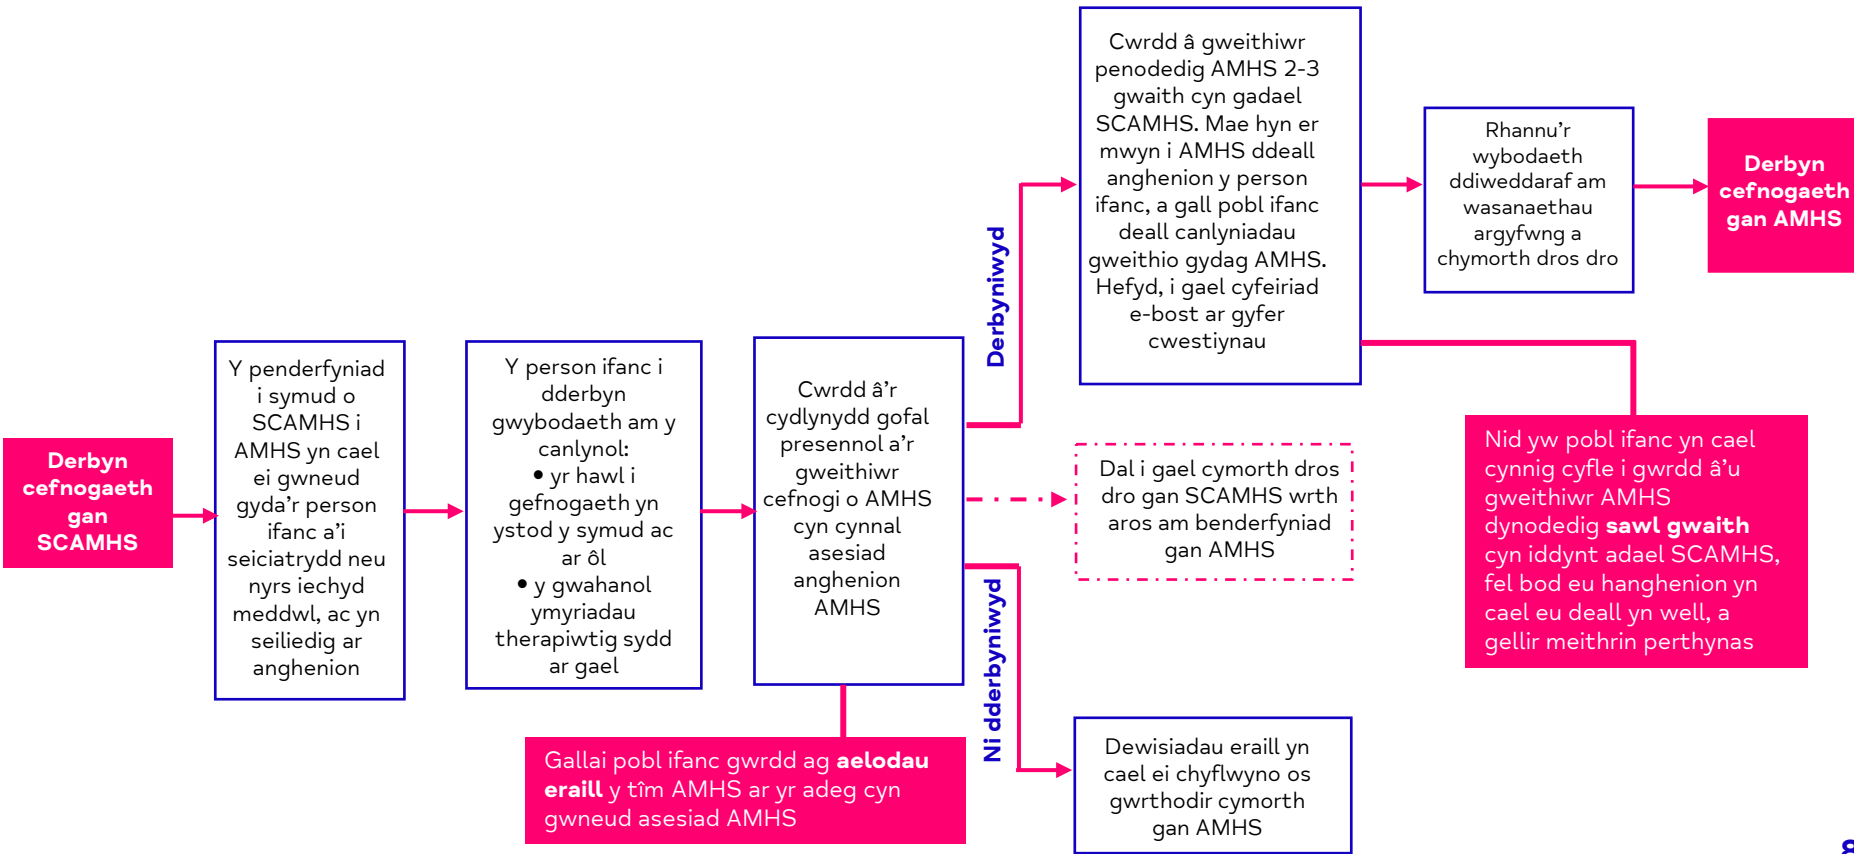 Derbyn
cefnogaeth
gan
SCAMHS
Y penderfyniad
i symud o
SCAMHS i
AMHS yn cael
ei gwneud
gyda'r person
ifanc a'i
seiciatrydd neu
nyrs iechyd
meddwl, ac yn
seiliedig ar
anghenion
Y person ifanc i
dderbyn
gwybodaeth am y
canlynol:
• yr hawl i
gefnogaeth yn
ystod y symud ac
ar ôl
• y gwahanol
ymyriadau
therapiwtig sydd
ar gael
Cwrdd â'r
cydlynydd gofal
presennol a'r
gweithiwr
cefnogi o AMHS
cyn cynnal
asesiad
anghenion
AMHS
Gallai pobl ifanc gwrdd ag aelodau
eraill y tîm AMHS ar yr adeg cyn
gwneud asesiad AMHS
Derbyniwyd
Cwrdd â gweithiwr
penodedig AMHS 2-3
gwaith cyn gadael
SCAMHS. Mae hyn er
mwyn i AMHS ddeall
anghenion y person
ifanc, a gall pobl ifanc
deall canlyniadau
gweithio gydag AMHS.
Hefyd, i gael cyfeiriad
e-bost ar gyfer
cwestiynau
Rhannu'r
wybodaeth
ddiweddaraf am
wasanaethau
argyfwng a
chymorth dros dro
Derbyn
cefnogaeth
gan AMHS
Nid yw pobl ifanc yn cael
cynnig cyfle i gwrdd â'u
gweithiwr AMHS
dynodedig sawl gwaith
cyn iddynt adael SCAMHS,
fel bod eu hanghenion yn
cael eu deall yn well, a
gellir meithrin perthynas
Dal i gael cymorth dros
dro gan SCAMHS wrth
aros am benderfyniad
gan AMHS
Ni dderbyniwyd
Dewisiadau eraill yn
cael ei chyflwyno os
gwrthodir cymorth
gan AMHS